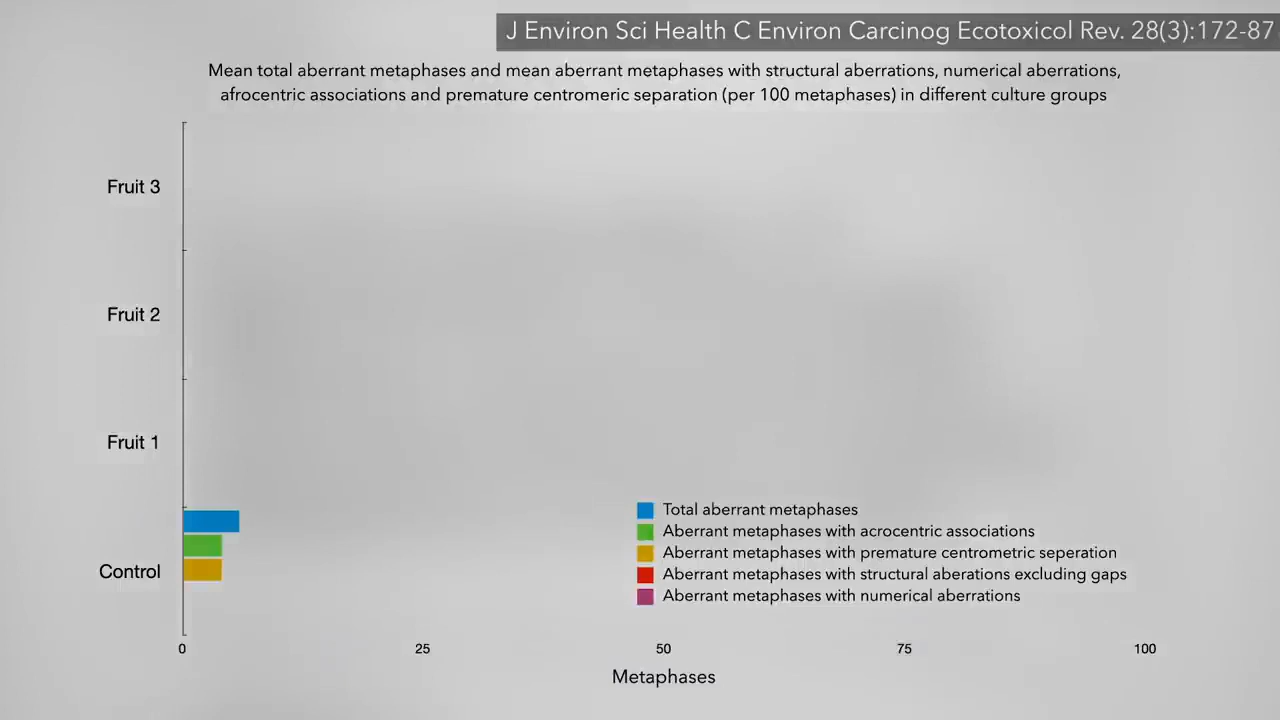 J Environ Sci Health C Environ Carcinog Ecotoxicol Rev. 28(3):172-87
Mean total aberrant metaphases and mean aberrant metaphases with structural aberrations, numerical aberrations,
afrocentric associations and premature centromeric separation (per 100 metaphases) in different culture groups
Fruit 3
Fruit 2
Fruit 1
Control
Total aberrant metaphases
Aberrant metaphases with acrocentric associations
Aberrant metaphases with premature centrometric seperation
Aberrant metaphases with structural aberations excluding gaps
Aberrant metaphases with numerical aberrations
0 25 50 75 100
Metaphases